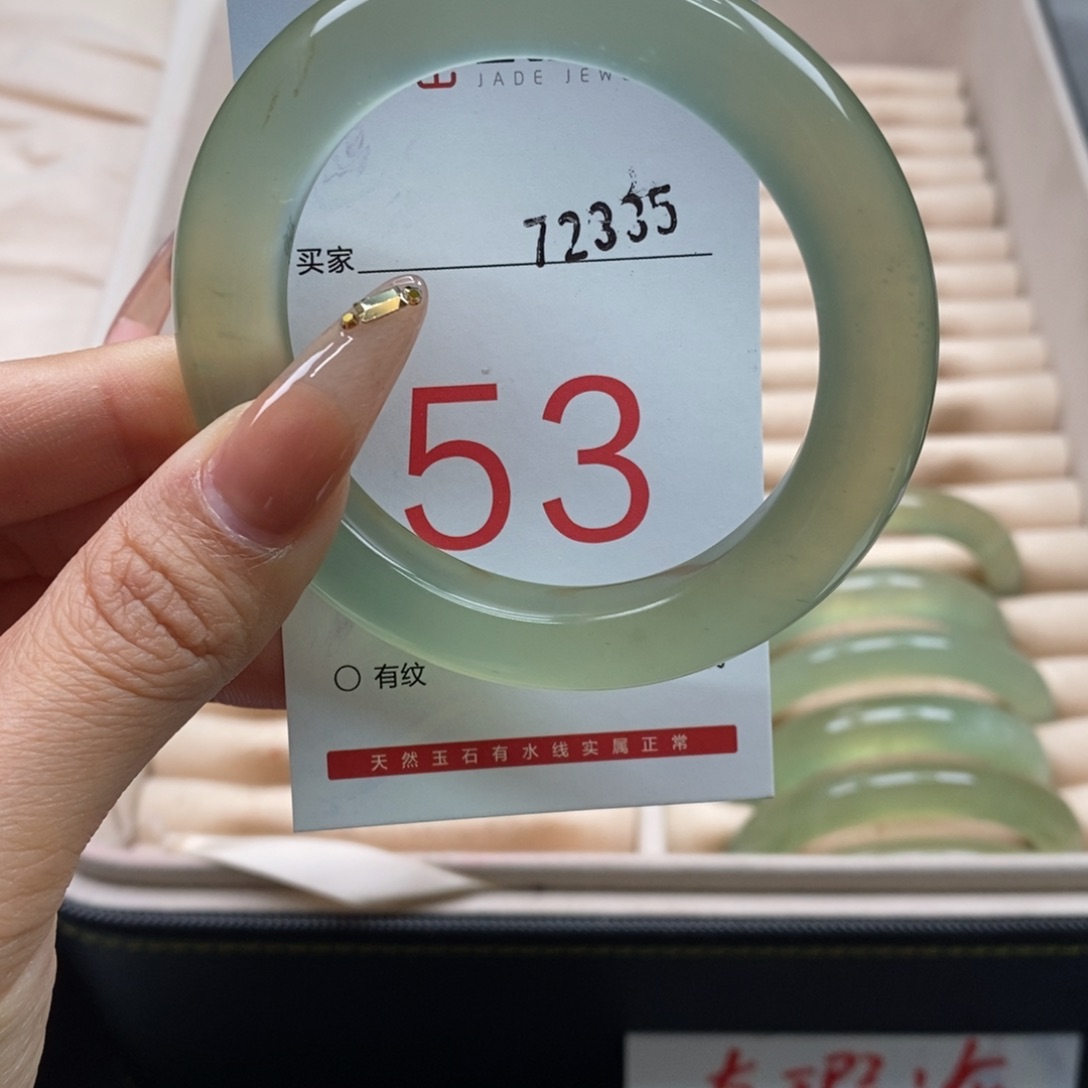 JADE JEW
买家 72335
53
○ 有纹
天然玉石有水线实属正常